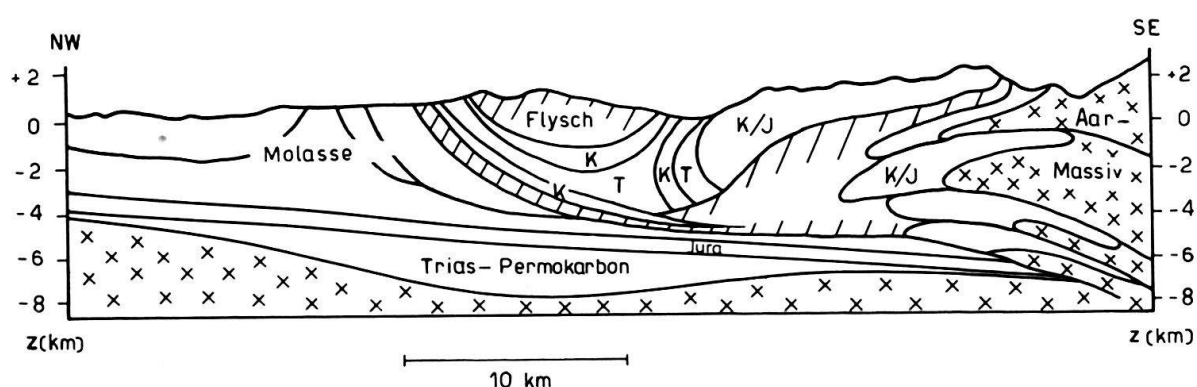 NW
SE
+2
0
-2
-4
-6
-8
z(km)
+2
0
-2
-4
-6
-8
z(km)
Molasse
Flysch
K
K
T
K
T
K/J
K/J
Aar-
Massiv
Jura
Trias-Permokarbon
10 km